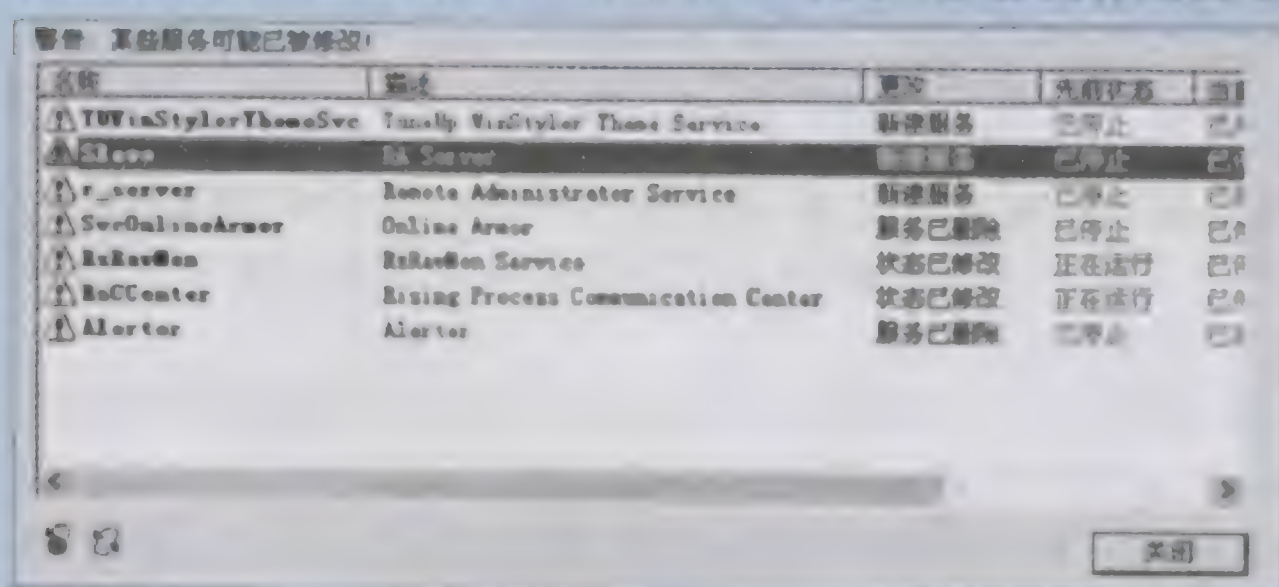 警告 某些服务可能已被修改!
名称 描述 更改 先前状态
TUWinStylerThemeSvc TuneUp WinStyler Theme Service 新建服务 已停止
Slave RA Server 已停止
r_server Remote Administrator Service 新建服务 已停止
SvcOnlineArmor Online Armor 服务已删除 已停止
RsRavMon RsRavMon Service 状态已修改 正在运行
RsCCenter Rising Process Communication Center 状态已修改 正在运行
Alerter Alerter 服务已删除 已停止
关闭